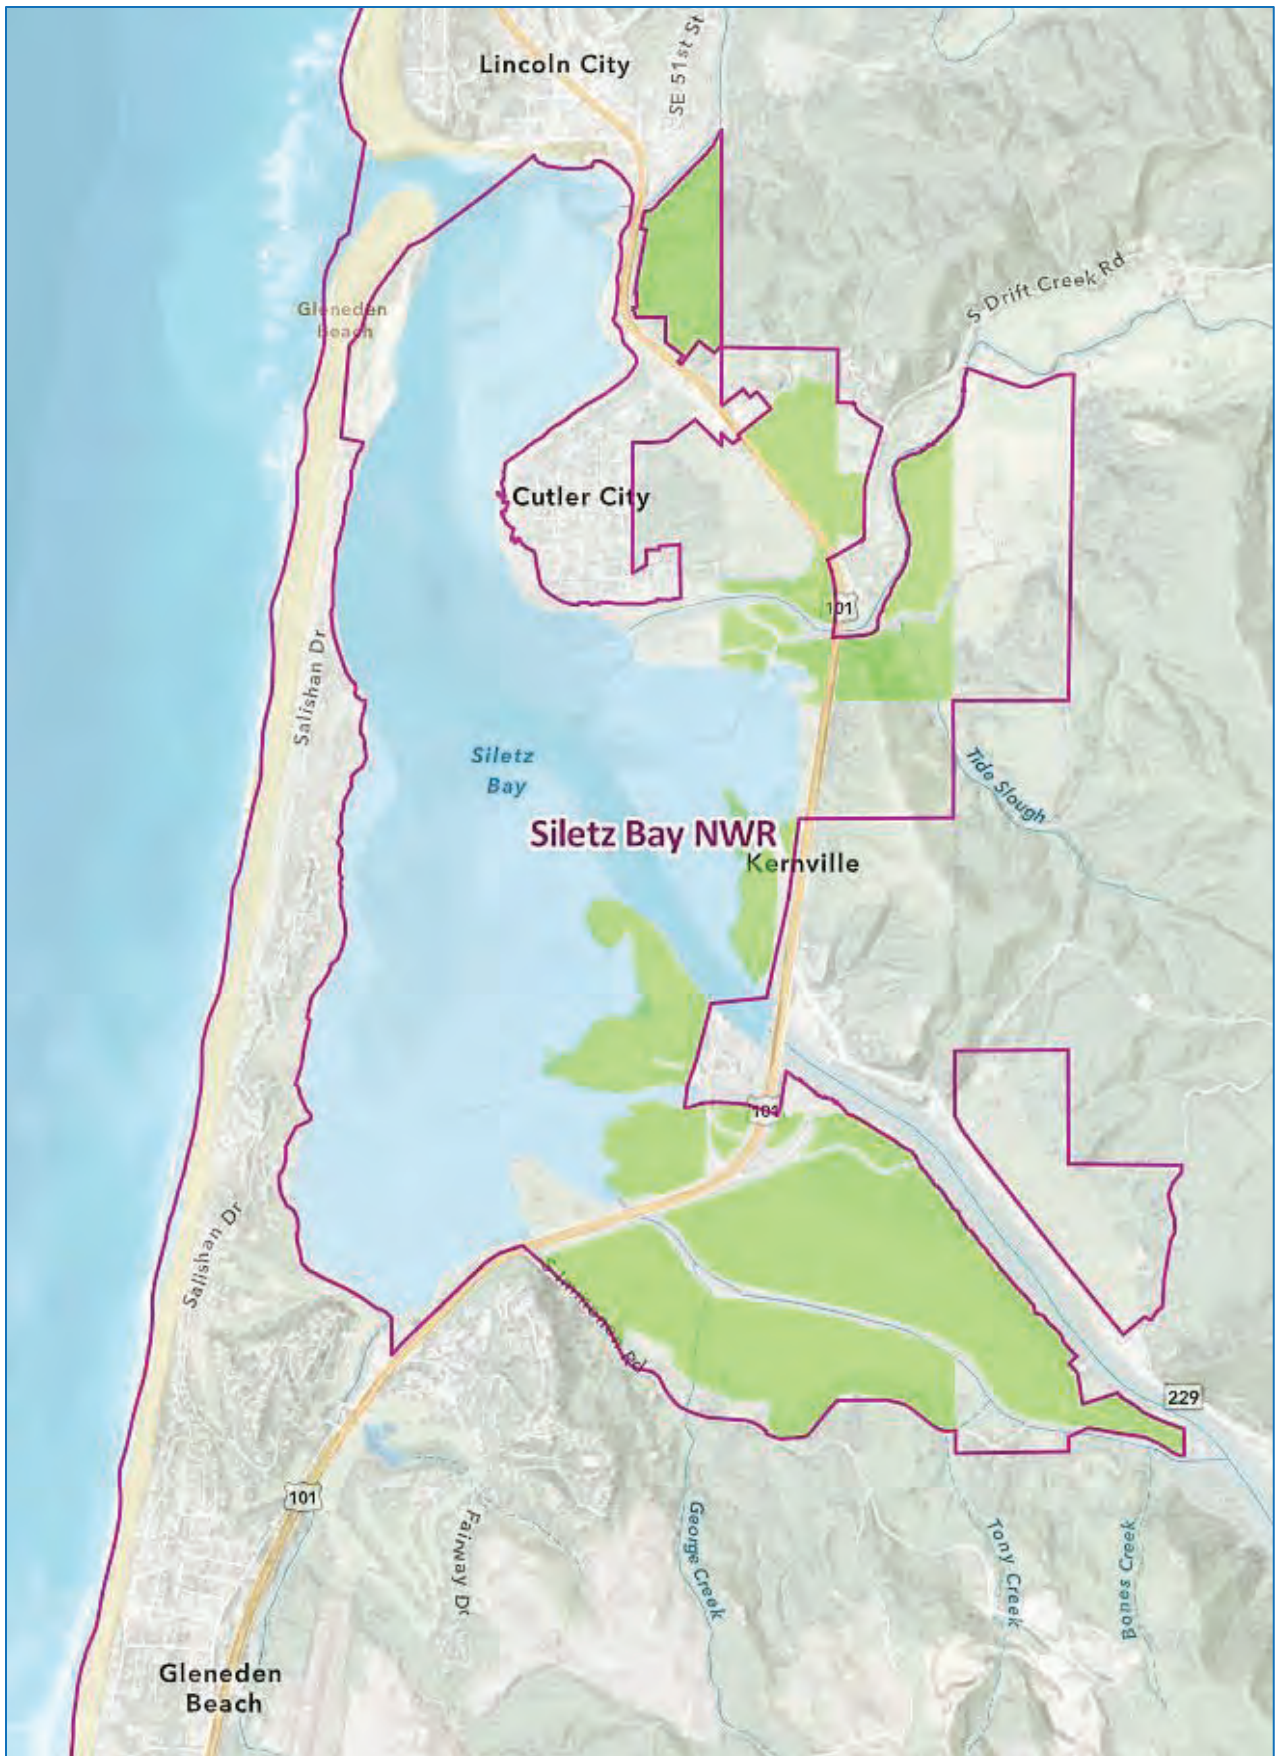 Lincoln City
SE 51st St
S Drift Creek Rd
Gleneden
Beach
Cutler City
101
Salishan Dr
Siletz
Bay
Tide Slough
Siletz Bay NWR
Kernville
101
Salishan Dr
S Immonen Rd
229
101
Fairway Dr
George Creek
Tony Creek
Bones Creek
Gleneden
Beach